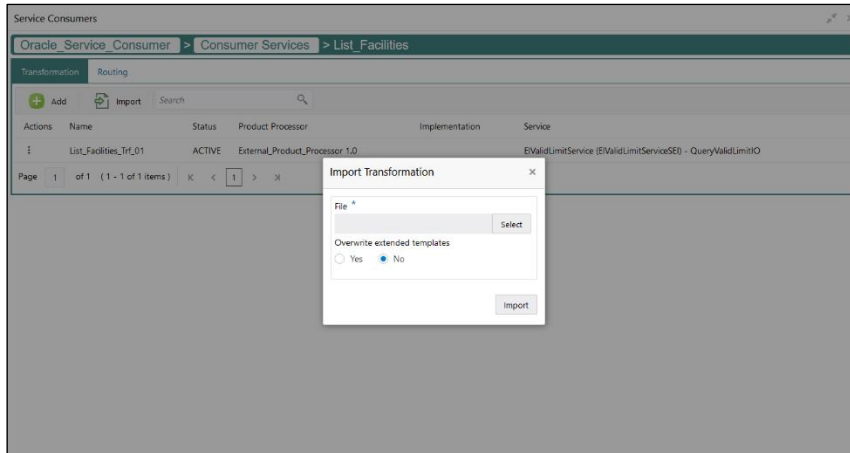 Service Consumers
Oracle_Service_Consumer > Consumer Services > List_Facilities
Transformation Routing
Add Import Search
Actions Name Status Product Processor Implementation Service
List_Facilities_Trf_01 ACTIVE External_Product_Processor 1.0 EIValidLimitService (EIValidLimitServiceSEI) - QueryValidLimitIO
Page 1 of 1 (1 - 1 of 1 items) K < 1 > X
Import Transformation ×
File *
Select
Overwrite extended templates
Yes No
Import